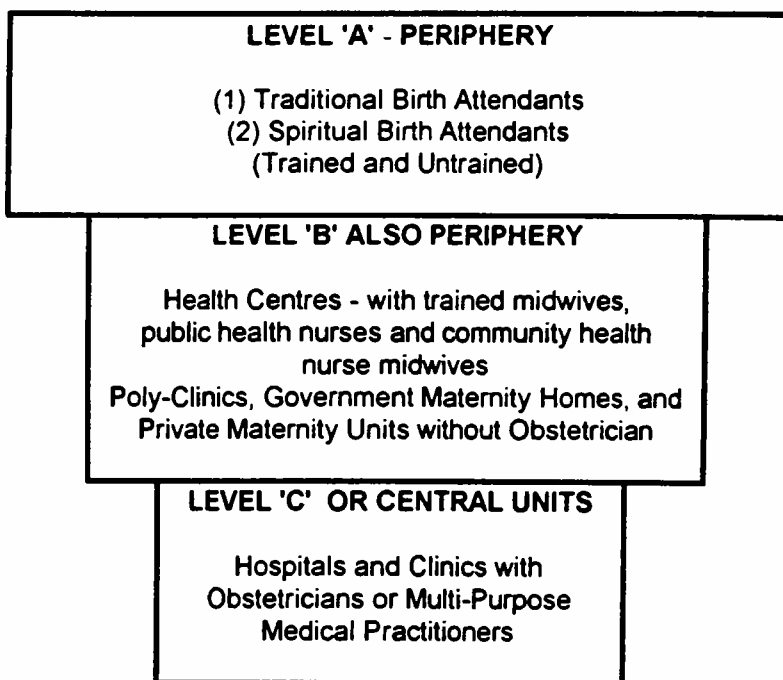 LEVEL 'A' - PERIPHERY
(1) Traditional Birth Attendants
(2) Spiritual Birth Attendants
(Trained and Untrained)
LEVEL 'B' ALSO PERIPHERY
Health Centres - with trained midwives,
public health nurses and community health
nurse midwives
Poly-Clinics, Government Maternity Homes, and
Private Maternity Units without Obstetrician
LEVEL 'C' OR CENTRAL UNITS
Hospitals and Clinics with
Obstetricians or Multi-Purpose
Medical Practitioners